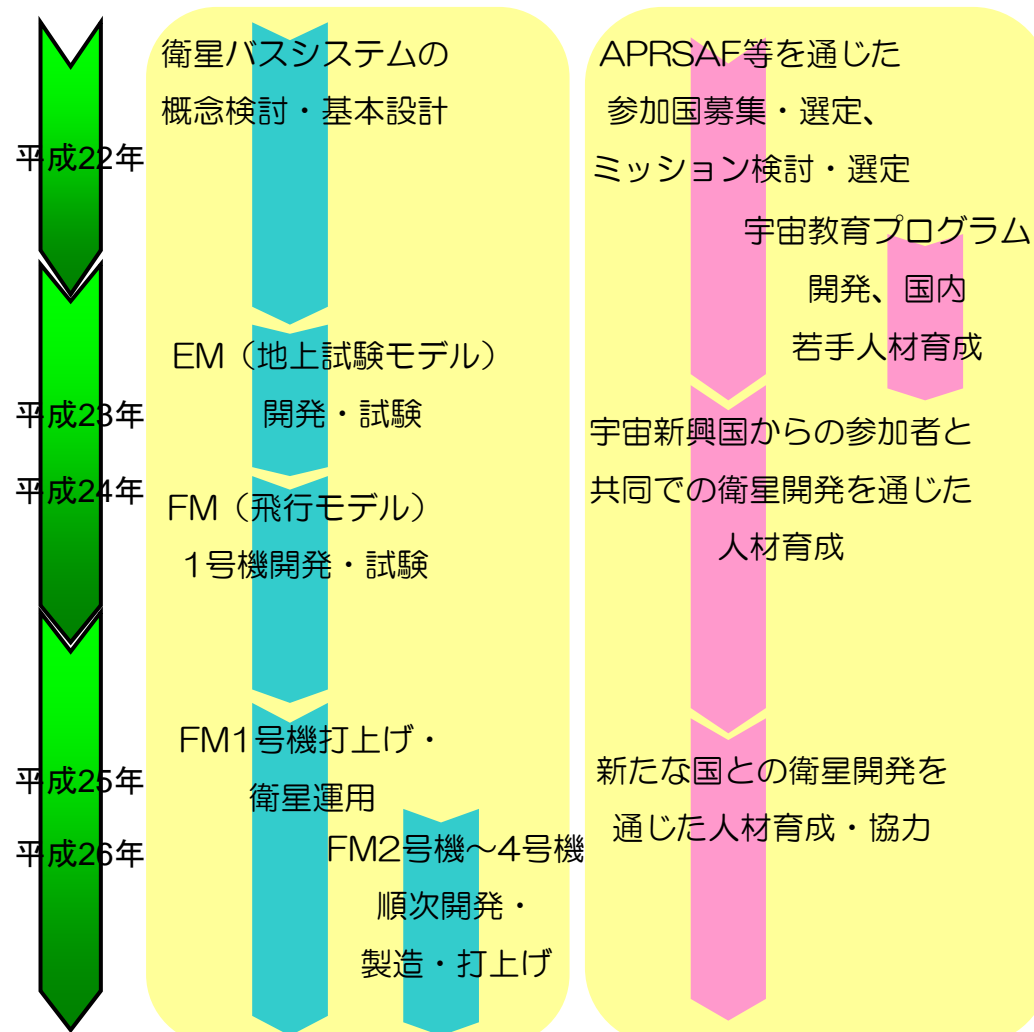 平成22年
平成23年
平成24年
平成25年
平成26年
衛星バスシステムの
概念検討・基本設計
EM（地上試験モデル）
開発・試験
FM（飛行モデル）
1号機開発・試験
FM1号機打上げ・
衛星運用
FM2号機～4号機
順次開発・
製造・打上げ
APRSAF等を通じた
参加国募集・選定、
ミッション検討・選定
宇宙教育プログラム
開発、国内
若手人材育成
宇宙新興国からの参加者と
共同での衛星開発を通じた
人材育成
新たな国との衛星開発を
通じた人材育成・協力